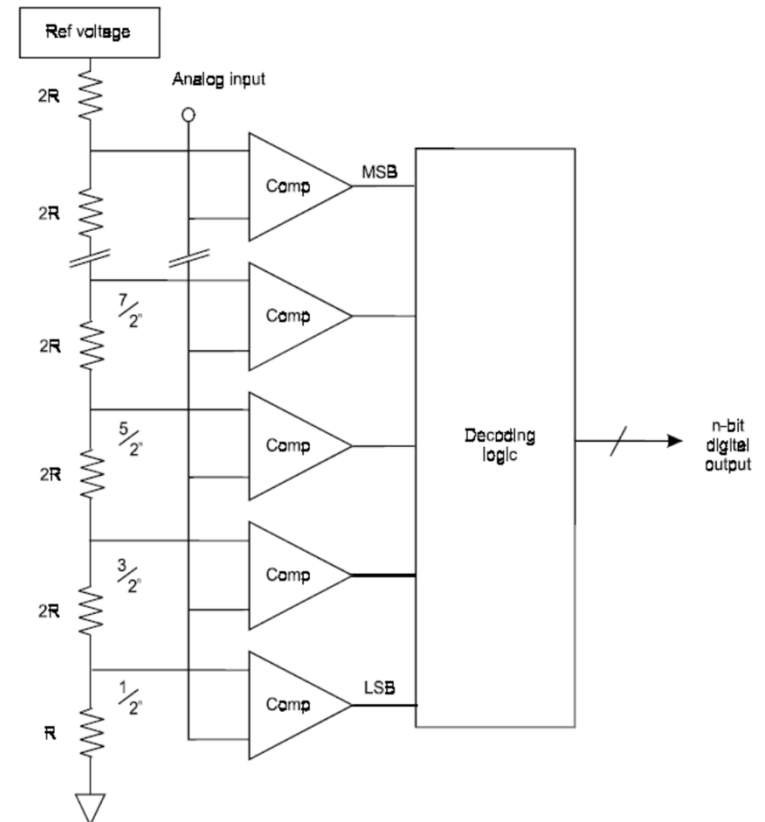 Ref voltage
2R
Analog input
Comp
MSB
2R
7/2ⁿ
Comp
2R
5/2ⁿ
Comp
Decoding
logic
n-bit
digital
output
2R
3/2ⁿ
Comp
2R
1/2ⁿ
Comp
LSB
R